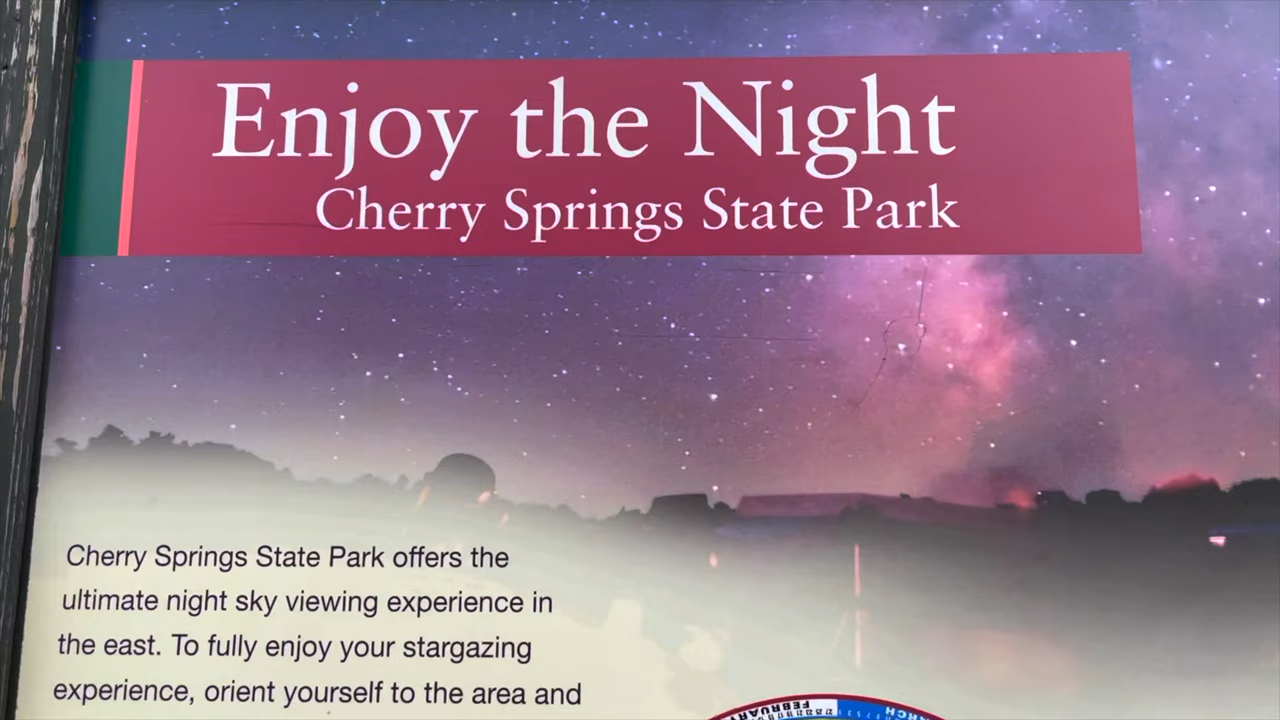 Enjoy the Night
Cherry Springs State Park
Cherry Springs State Park offers the
ultimate night sky viewing experience in
the east. To fully enjoy your stargazing
experience, orient yourself to the area and
FEBRUARY